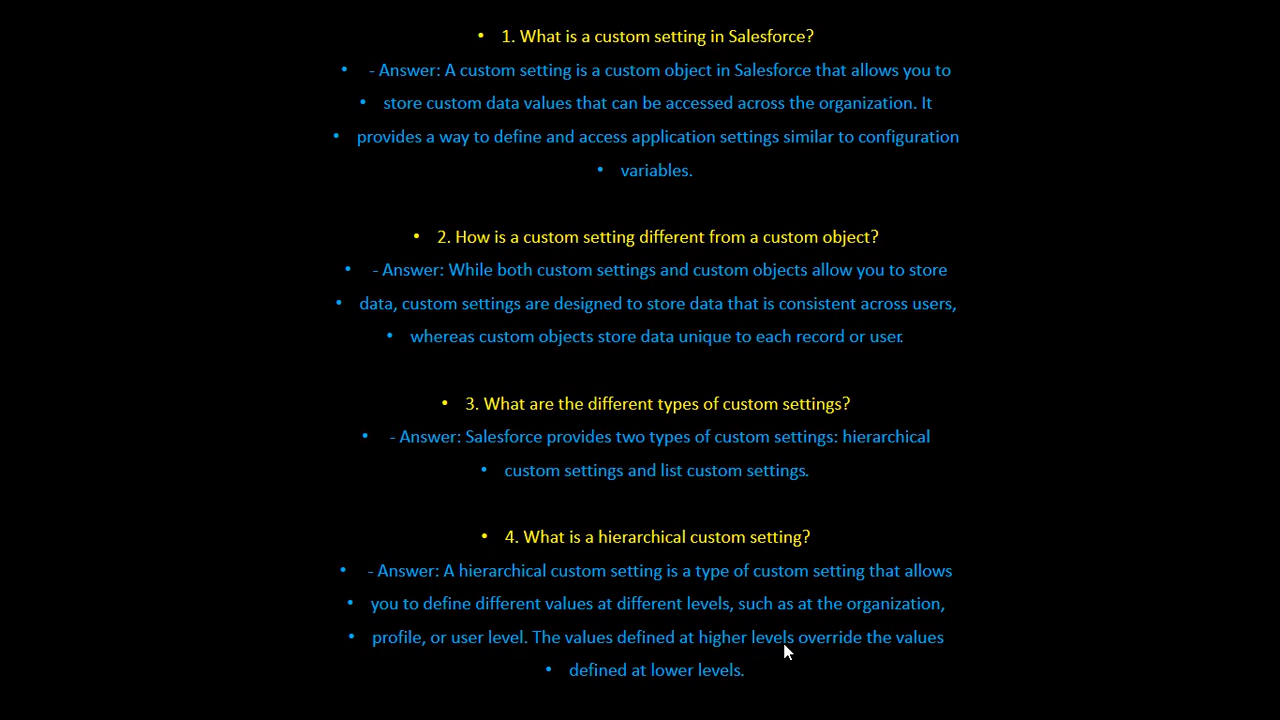 • 1. What is a custom setting in Salesforce?
• - Answer: A custom setting is a custom object in Salesforce that allows you to
• store custom data values that can be accessed across the organization. It
• provides a way to define and access application settings similar to configuration
• variables.
• 2. How is a custom setting different from a custom object?
• - Answer: While both custom settings and custom objects allow you to store
• data, custom settings are designed to store data that is consistent across users,
• whereas custom objects store data unique to each record or user.
• 3. What are the different types of custom settings?
• - Answer: Salesforce provides two types of custom settings: hierarchical
• custom settings and list custom settings.
• 4. What is a hierarchical custom setting?
• - Answer: A hierarchical custom setting is a type of custom setting that allows
• you to define different values at different levels, such as at the organization,
• profile, or user level. The values defined at higher levels override the values
• defined at lower levels.